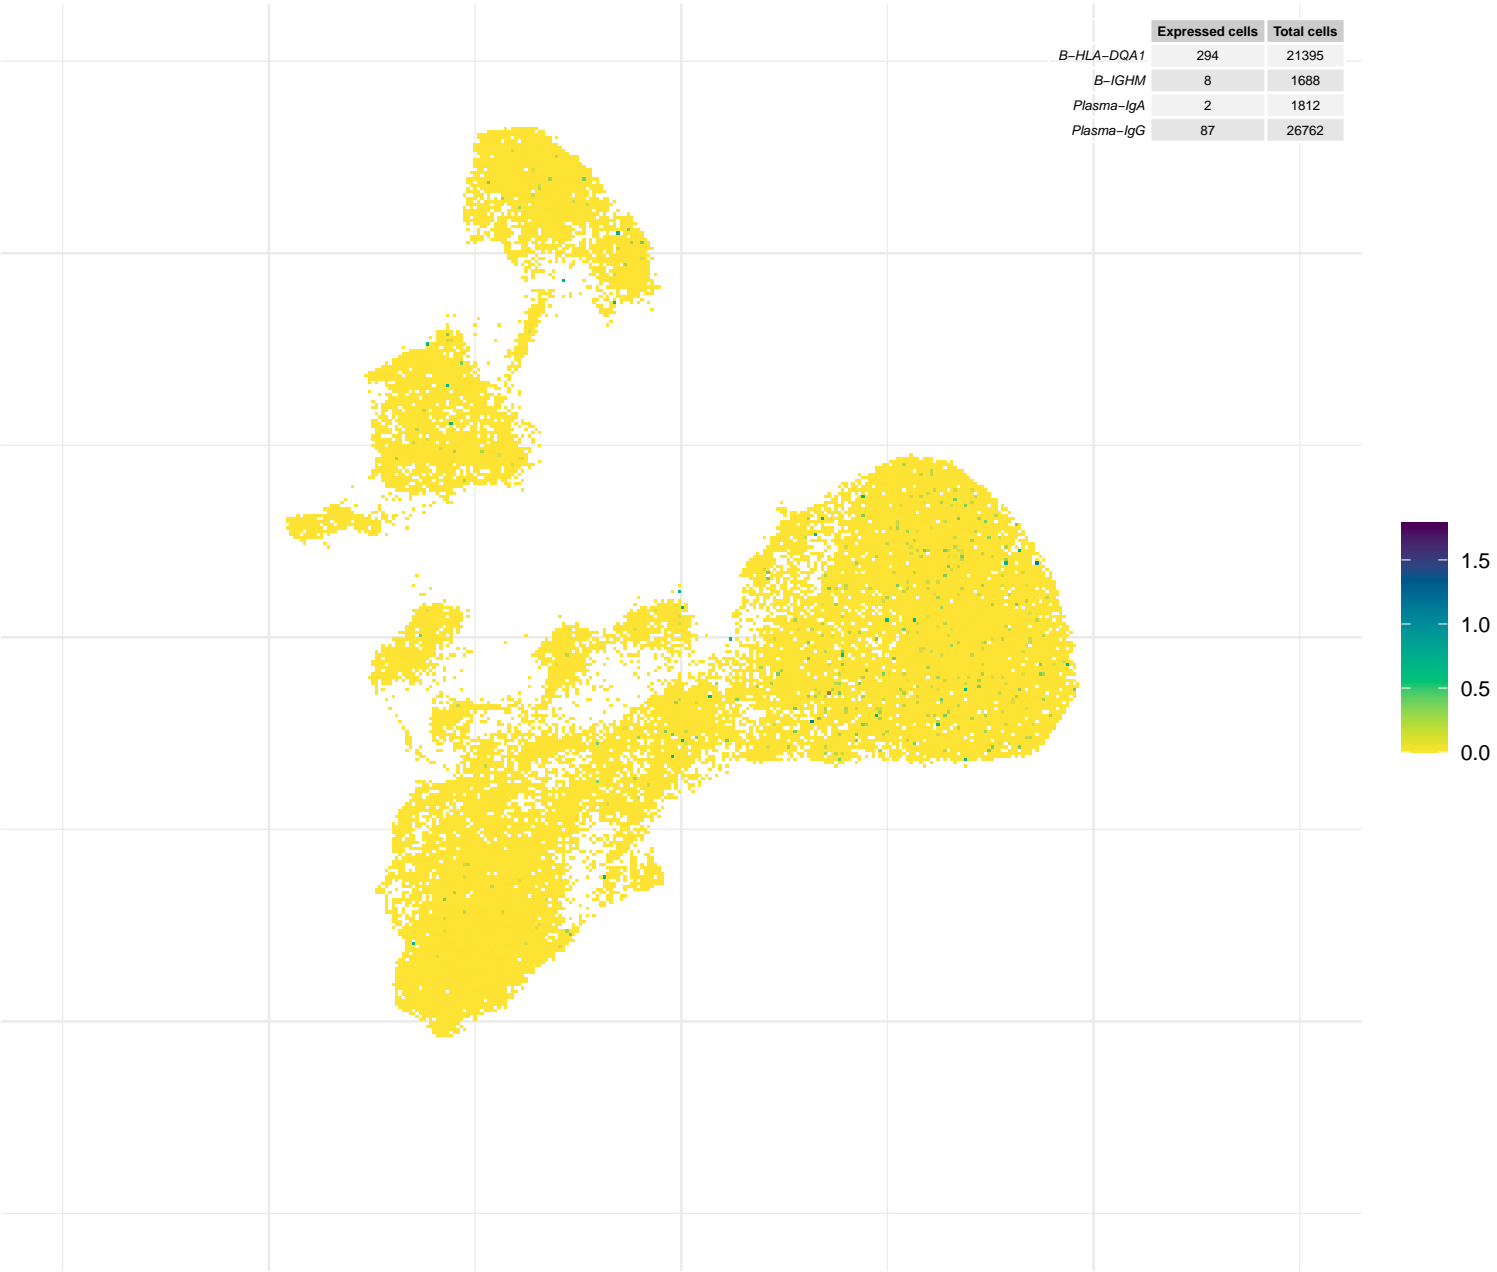 Expressed cells Total cells
B−HLA−DQA1 294 21395
B−IGHM 8 1688
Plasma−IgA 2 1812
Plasma−IgG 87 26762
1.5
1.0
0.5
0.0